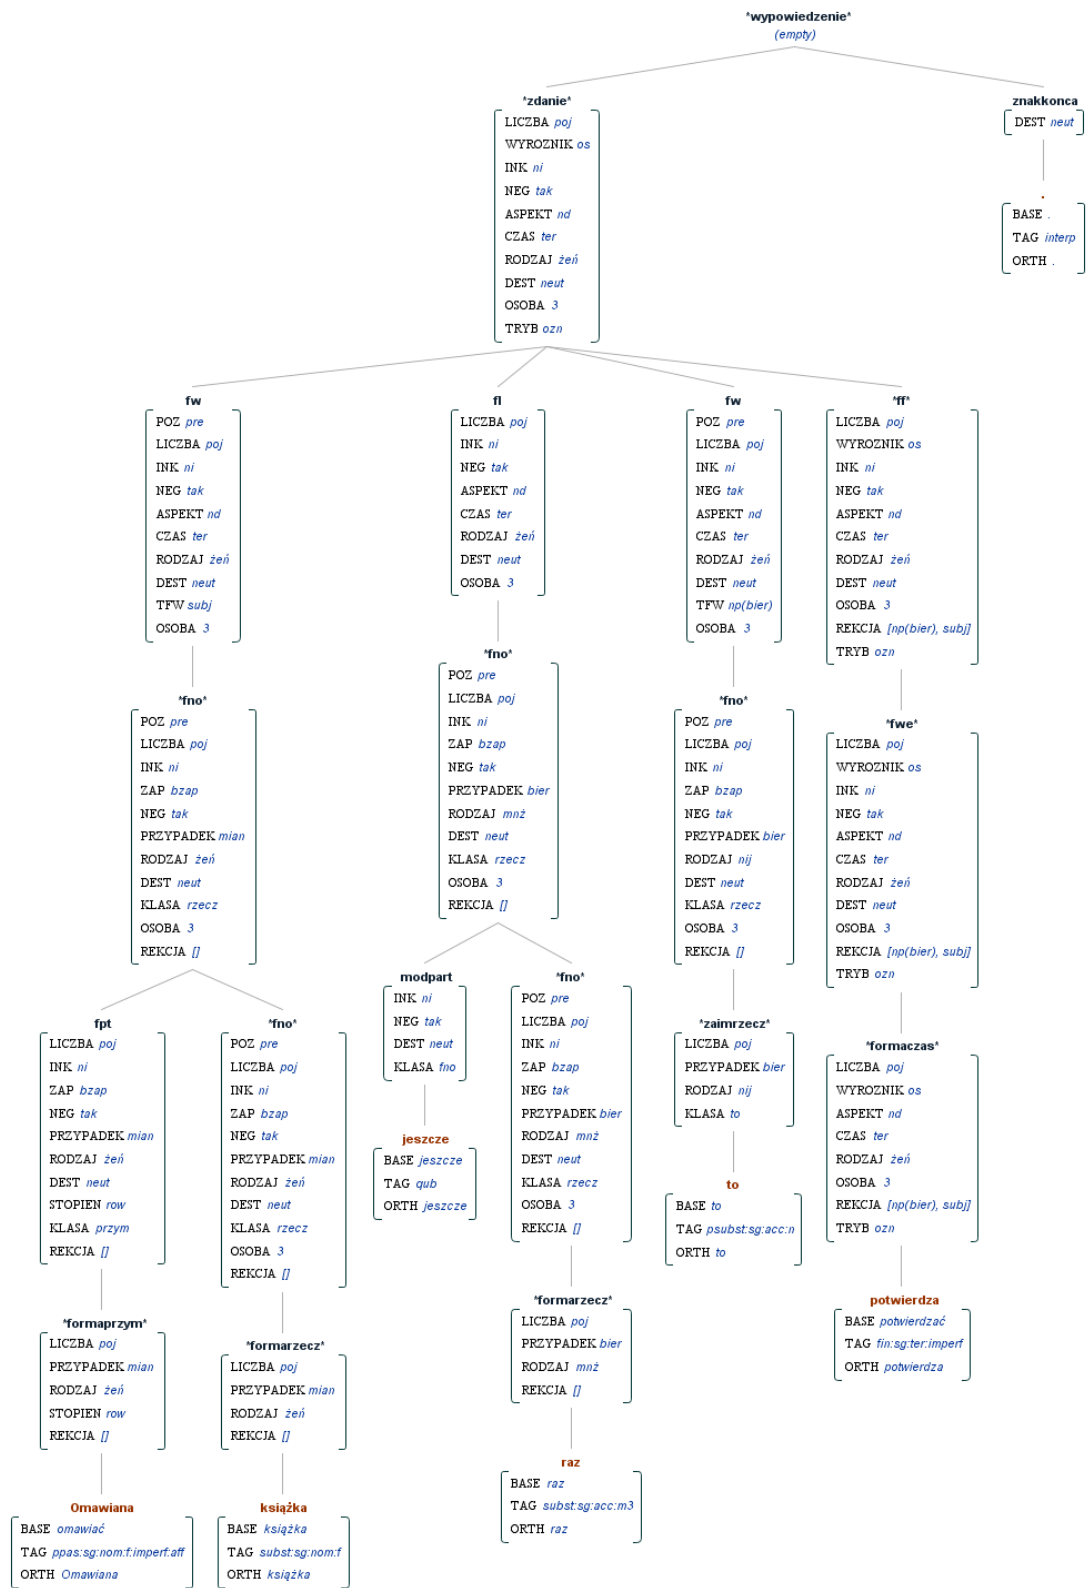 *wypowiedzenie*
(empty)
*zdanie*
LICZBA poj
WYROZNIK os
INK ni
NEG tak
ASPEKT nd
CZAS ter
RODZAJ żeń
DEST neut
OSOBA 3
TRYB ozn
znakkonca
DEST neut
.
BASE .
TAG interp
ORTH .
fw
POZ pre
LICZBA poj
INK ni
NEG tak
ASPEKT nd
CZAS ter
RODZAJ żeń
DEST neut
TFW subj
OSOBA 3
fl
LICZBA poj
INK ni
NEG tak
ASPEKT nd
CZAS ter
RODZAJ żeń
DEST neut
OSOBA 3
fw
POZ pre
LICZBA poj
INK ni
NEG tak
ASPEKT nd
CZAS ter
RODZAJ żeń
DEST neut
TFW np(bier)
OSOBA 3
*ff*
LICZBA poj
WYROZNIK os
INK ni
NEG tak
ASPEKT nd
CZAS ter
RODZAJ żeń
DEST neut
OSOBA 3
REKCJA [np(bier), subj]
TRYB ozn
*fno*
POZ pre
LICZBA poj
INK ni
ZAP bzap
NEG tak
PRZYPADEK mian
RODZAJ żeń
DEST neut
KLASA rzecz
OSOBA 3
REKCJA []
*fno*
POZ pre
LICZBA poj
INK ni
ZAP bzap
NEG tak
PRZYPADEK bier
RODZAJ mnż
DEST neut
KLASA rzecz
OSOBA 3
REKCJA []
*fno*
POZ pre
LICZBA poj
INK ni
ZAP bzap
NEG tak
PRZYPADEK bier
RODZAJ nij
DEST neut
KLASA rzecz
OSOBA 3
REKCJA []
*fwe*
LICZBA poj
WYROZNIK os
INK ni
NEG tak
ASPEKT nd
CZAS ter
RODZAJ żeń
DEST neut
OSOBA 3
REKCJA [np(bier), subj]
TRYB ozn
fpt
LICZBA poj
INK ni
ZAP bzap
NEG tak
PRZYPADEK mian
RODZAJ żeń
DEST neut
STOPIEN row
KLASA przym
REKCJA []
*fno*
POZ pre
LICZBA poj
INK ni
ZAP bzap
NEG tak
PRZYPADEK mian
RODZAJ żeń
DEST neut
KLASA rzecz
OSOBA 3
REKCJA []
modpart
INK ni
NEG tak
DEST neut
KLASA fno
*fno*
POZ pre
LICZBA poj
INK ni
ZAP bzap
NEG tak
PRZYPADEK bier
RODZAJ mnż
DEST neut
KLASA rzecz
OSOBA 3
REKCJA []
*zaimrzecz*
LICZBA poj
PRZYPADEK bier
RODZAJ nij
KLASA to
*formaczas*
LICZBA poj
WYROZNIK os
ASPEKT nd
CZAS ter
RODZAJ żeń
OSOBA 3
REKCJA [np(bier), subj]
TRYB ozn
jeszcze
BASE jeszcze
TAG qub
ORTH jeszcze
to
BASE to
TAG psubst:sg:acc:n
ORTH to
*formaprzym*
LICZBA poj
PRZYPADEK mian
RODZAJ żeń
STOPIEN row
REKCJA []
*formarzecz*
LICZBA poj
PRZYPADEK mian
RODZAJ żeń
REKCJA []
*formarzecz*
LICZBA poj
PRZYPADEK bier
RODZAJ mnż
REKCJA []
potwierdza
BASE potwierdzać
TAG fin:sg:ter:imperf
ORTH potwierdza
Omawiana
BASE omawiać
TAG ppas:sg:nom:f:imperf:aff
ORTH Omawiana
książka
BASE książka
TAG subst:sg:nom:f
ORTH książka
raz
BASE raz
TAG subst:sg:acc:m3
ORTH raz